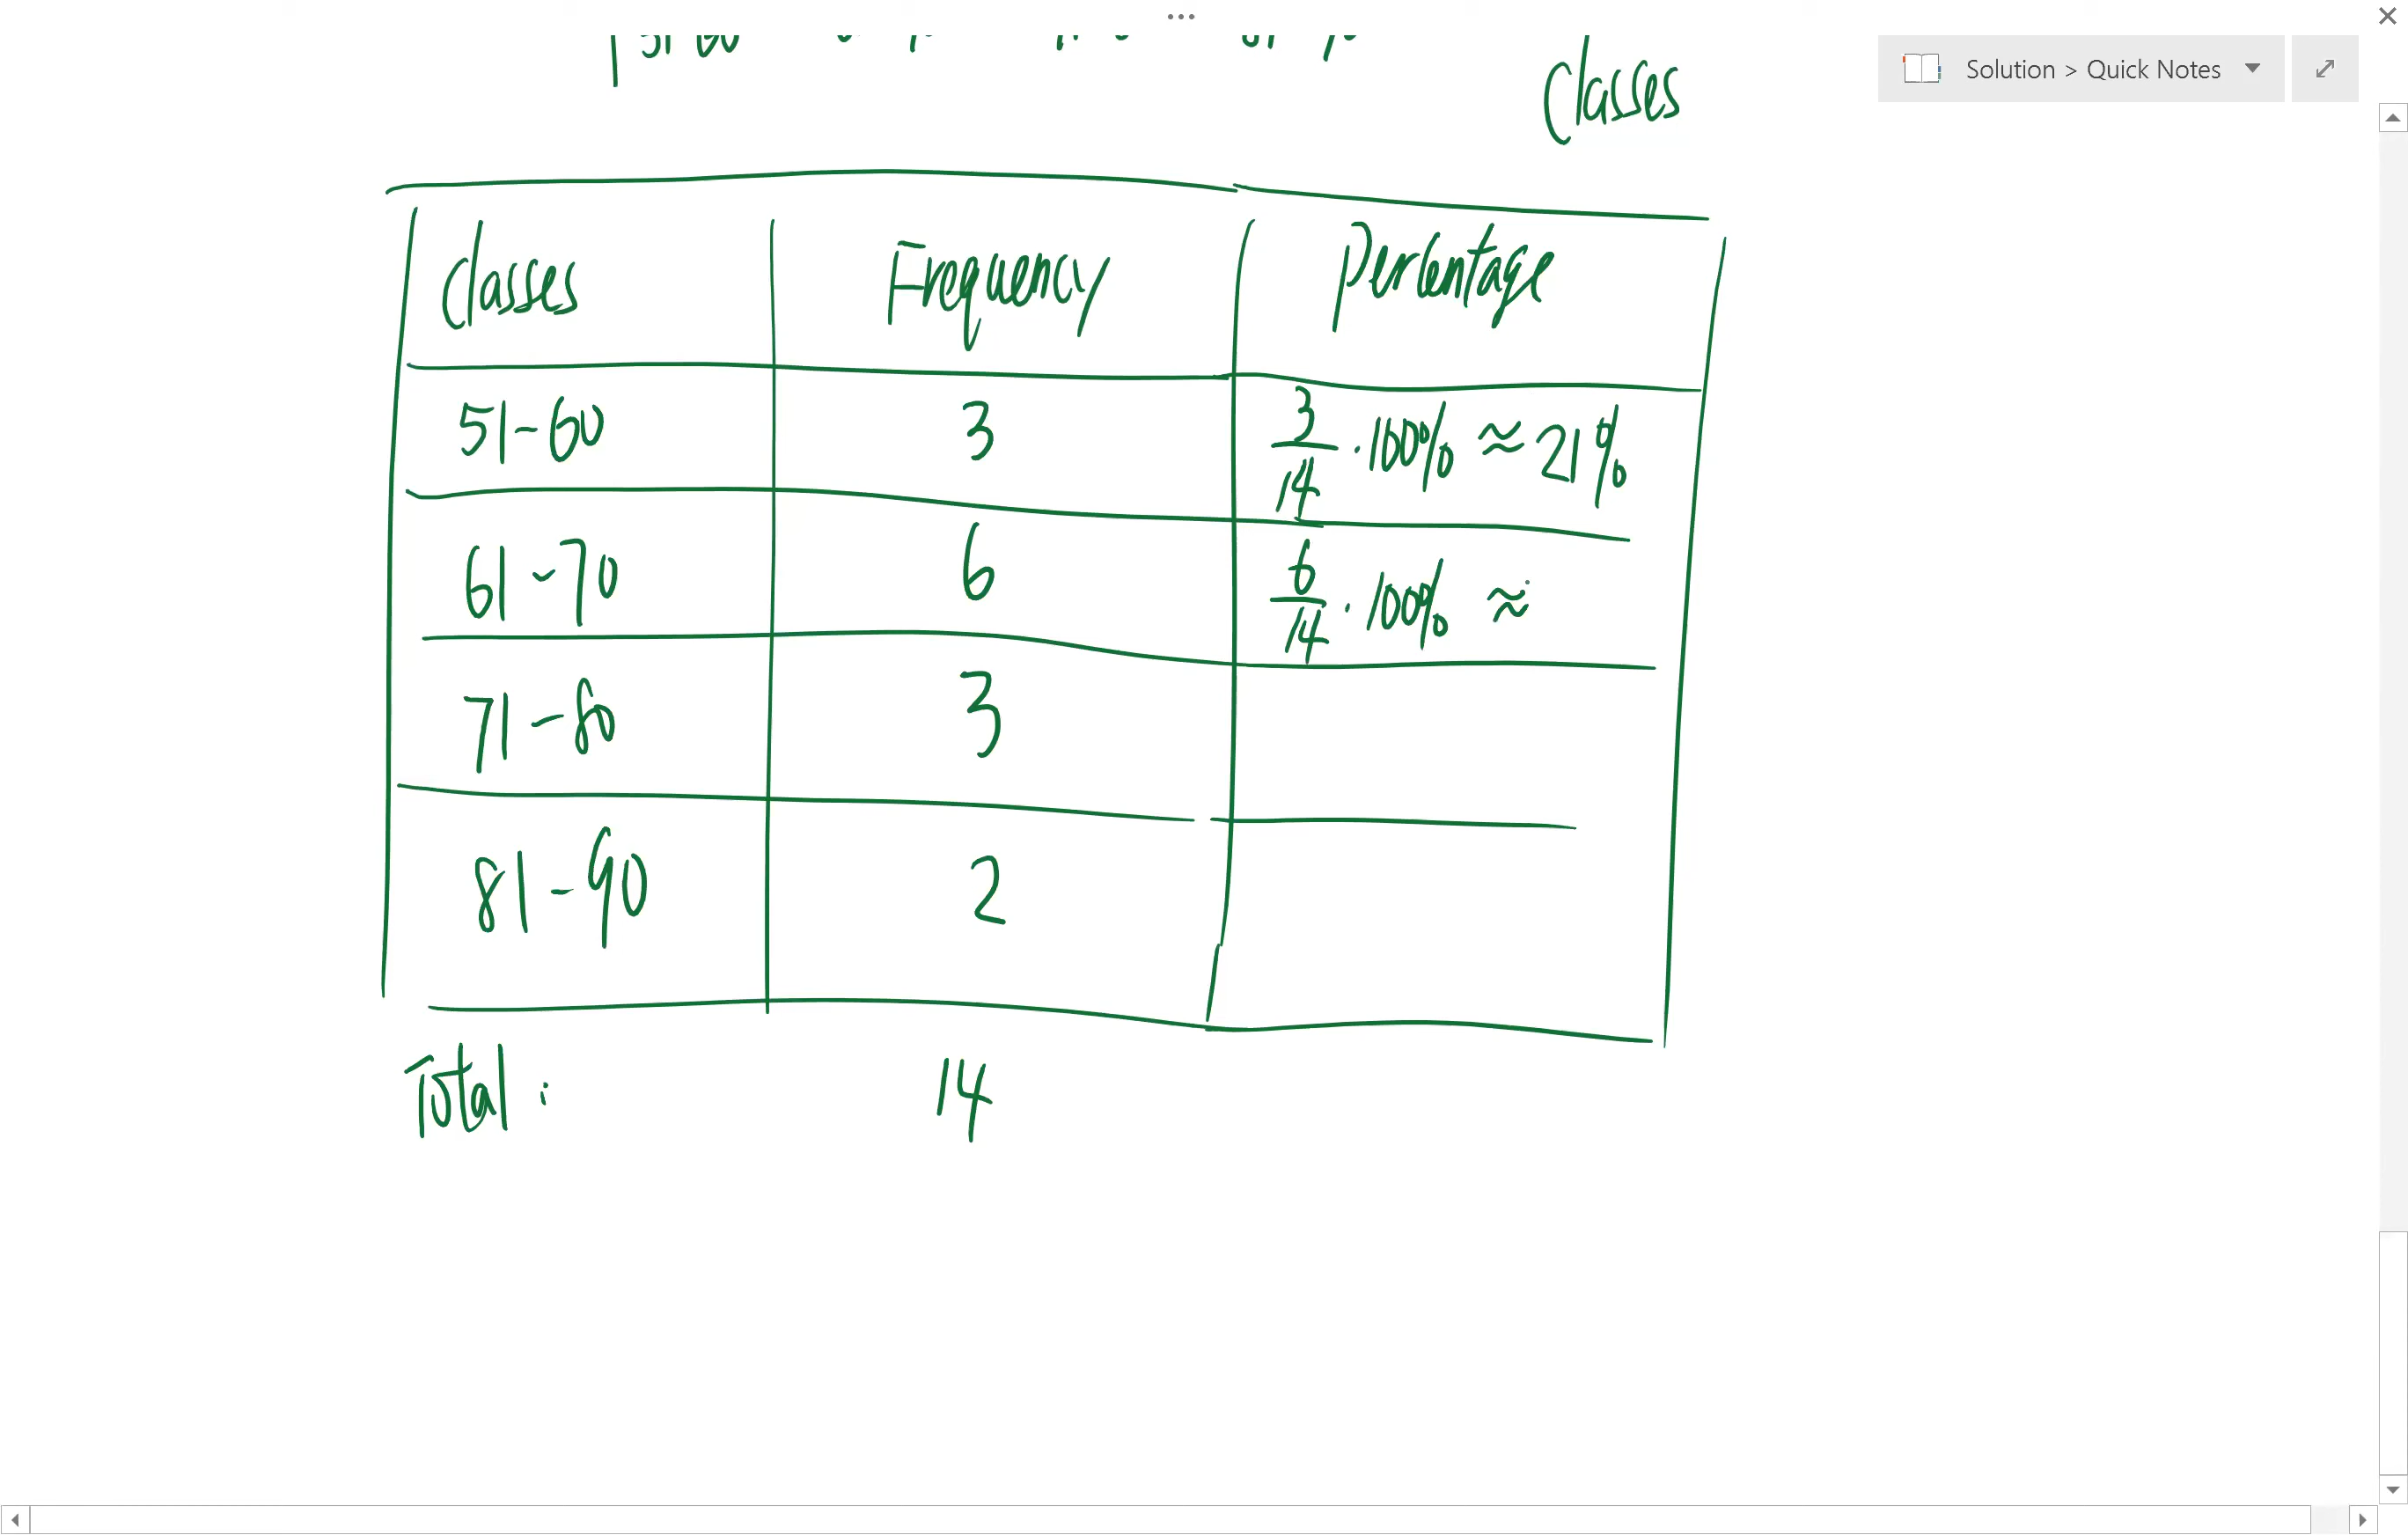 Solution > Quick Notes
Classes
Classes Frequency Percentage
51-60 3 3/14 · 100% ≈ 21%
61-70 6 6/14 · 100% ≈
71-80 3
81-90 2
Total : 14